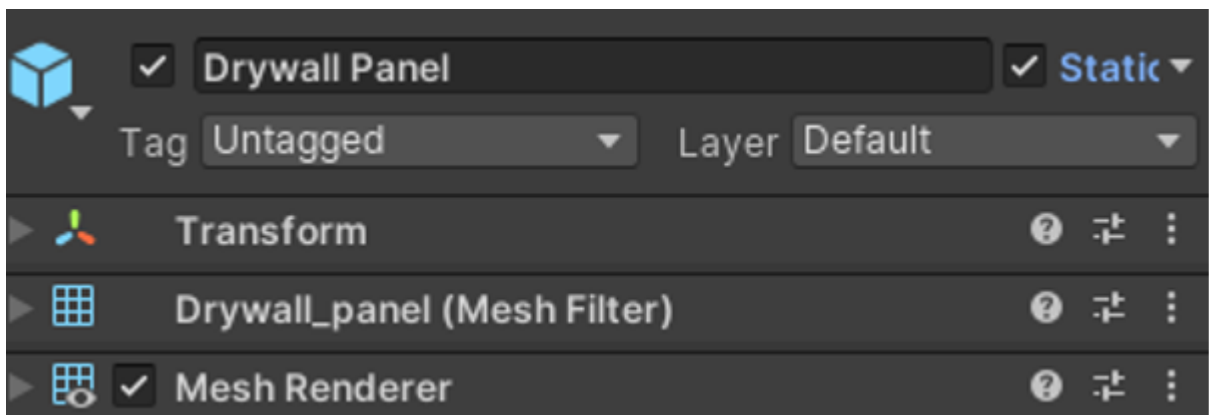 Drywall Panel Static
Tag Untagged Layer Default
Transform
Drywall_panel (Mesh Filter)
Mesh Renderer